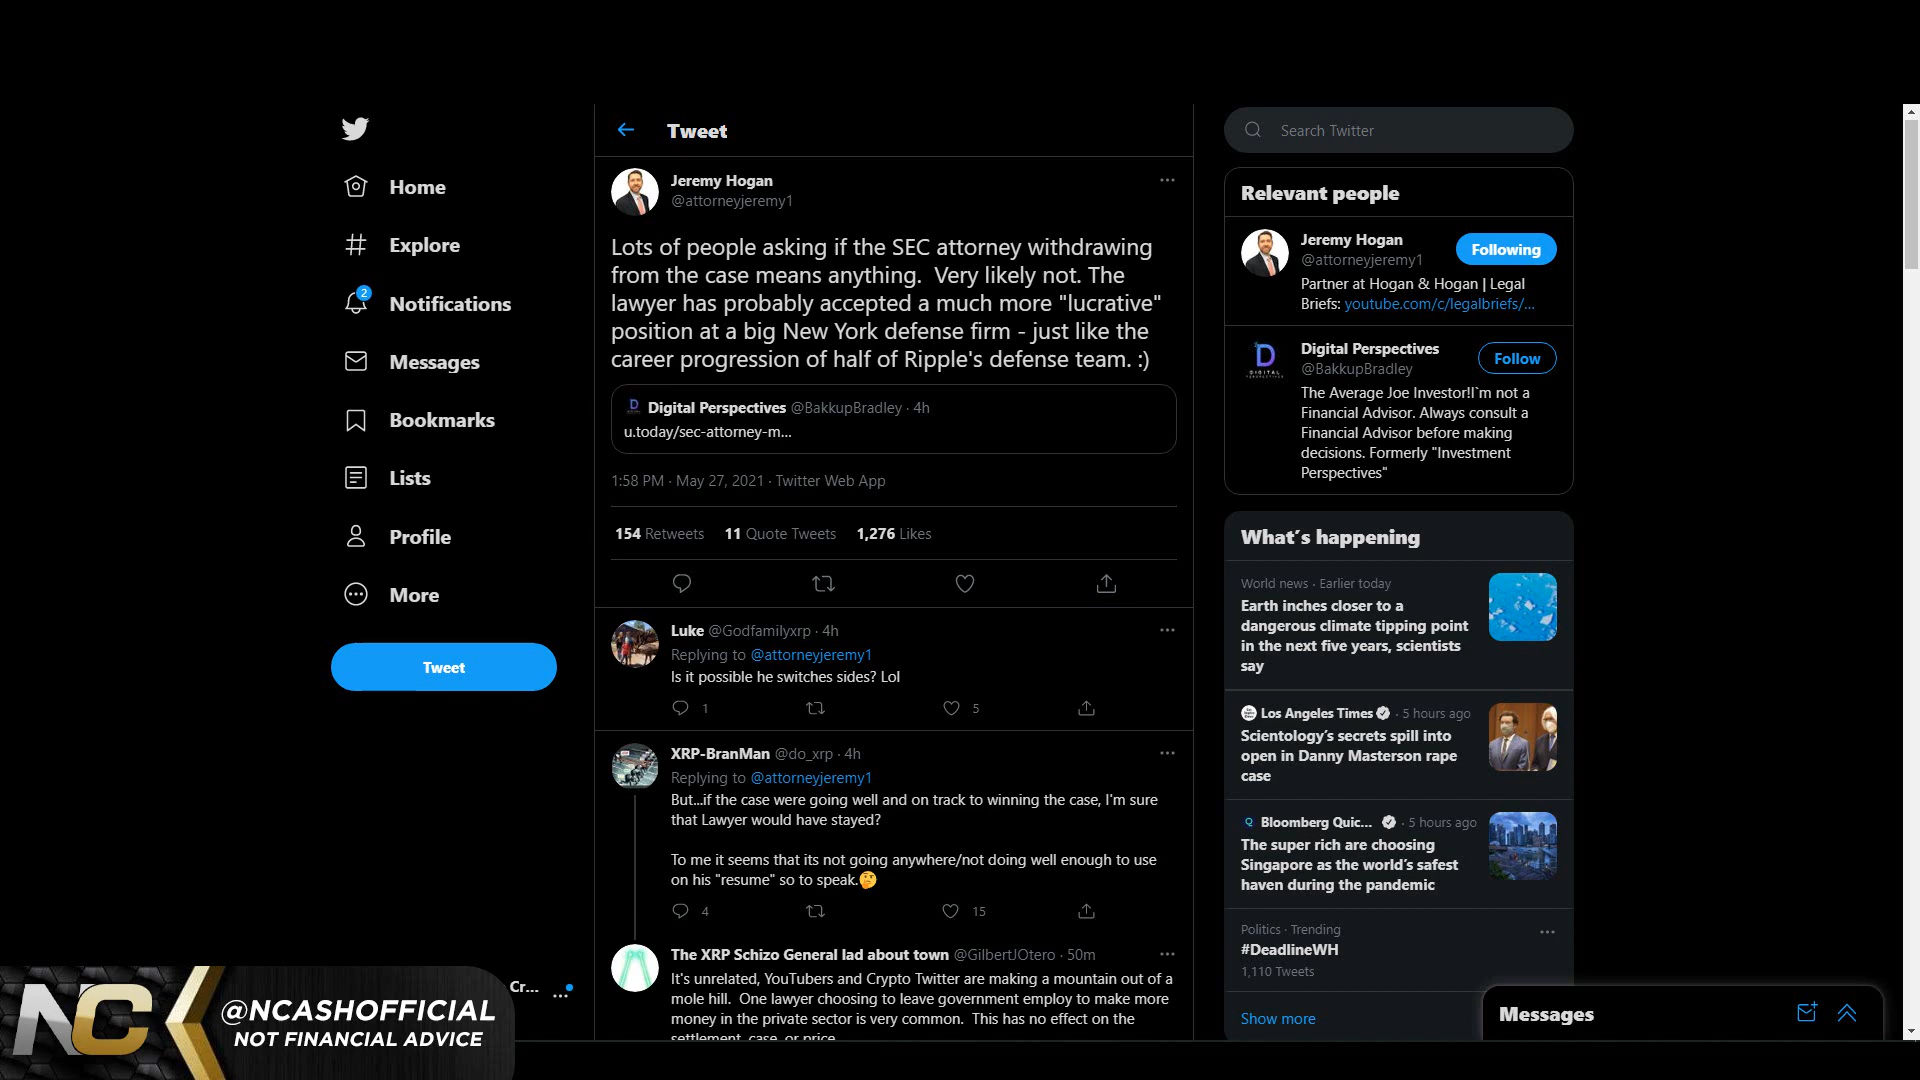 Home
Explore
2
Notifications
Messages
Bookmarks
Lists
Profile
More
Tweet
Cr...
Tweet
Jeremy Hogan
@attorneyjeremy1
Lots of people asking if the SEC attorney withdrawing
from the case means anything.  Very likely not. The
lawyer has probably accepted a much more "lucrative"
position at a big New York defense firm - just like the
career progression of half of Ripple's defense team. :)
Digital Perspectives @BakkupBradley · 4h
u.today/sec-attorney-m...
1:58 PM · May 27, 2021 · Twitter Web App
154 Retweets 11 Quote Tweets 1,276 Likes
Luke @Godfamilyxrp · 4h
Replying to @attorneyjeremy1
Is it possible he switches sides? Lol
1 5
XRP-BranMan @do_xrp · 4h
Replying to @attorneyjeremy1
But...if the case were going well and on track to winning the case, I'm sure
that Lawyer would have stayed?
To me it seems that its not going anywhere/not doing well enough to use
on his "resume" so to speak.🤔
4 15
The XRP Schizo General lad about town @GilbertJOtero · 50m
It's unrelated, YouTubers and Crypto Twitter are making a mountain out of a
mole hill.  One lawyer choosing to leave government employ to make more
money in the private sector is very common.  This has no effect on the
settlement, case, or price
Search Twitter
Relevant people
Jeremy Hogan
@attorneyjeremy1
Following
Partner at Hogan & Hogan | Legal
Briefs: youtube.com/c/legalbriefs/...
D
DIGITAL
PERSPECTIVES
Digital Perspectives
@BakkupBradley
Follow
The Average Joe Investor!I`m not a
Financial Advisor. Always consult a
Financial Advisor before making
decisions. Formerly "Investment
Perspectives"
What's happening
World news · Earlier today
Earth inches closer to a
dangerous climate tipping point
in the next five years, scientists
say
Los Angeles Times · 5 hours ago
Scientology's secrets spill into
open in Danny Masterson rape
case
Bloomberg Quic... · 5 hours ago
The super rich are choosing
Singapore as the world's safest
haven during the pandemic
Politics · Trending
#DeadlineWH
1,110 Tweets
Show more
Messages
NC
@NCASHOFFICIAL
NOT FINANCIAL ADVICE